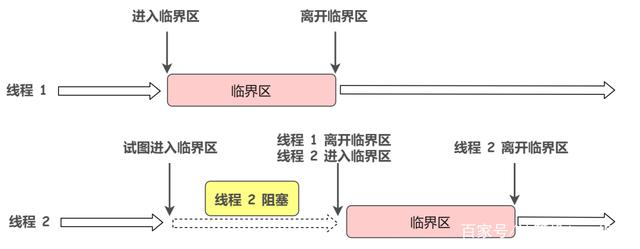 进入临界区
离开临界区
线程 1
临界区
试图进入临界区
线程 1 离开临界区
线程 2 进入临界区
线程 2 离开临界区
线程 2 阻塞
线程 2
临界区
百家号